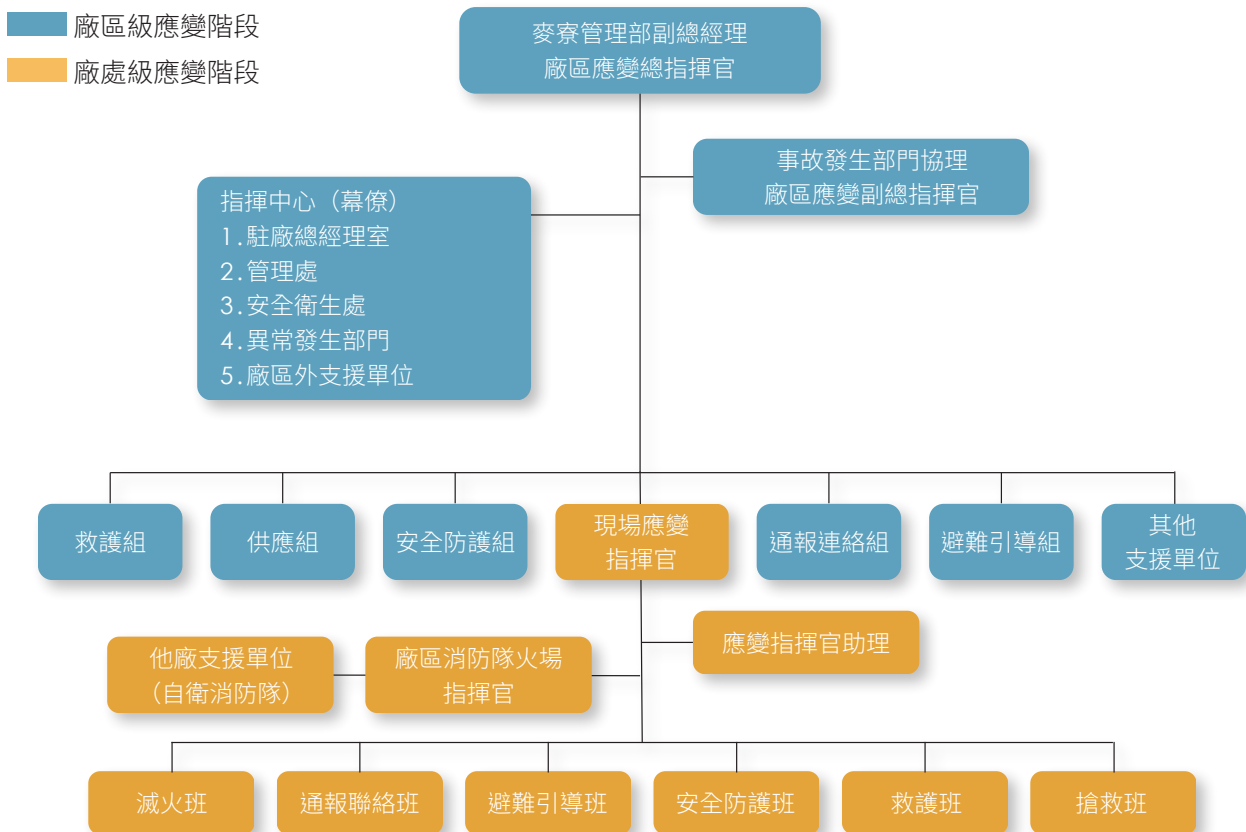 廠區級應變階段
廠處級應變階段
麥寮管理部副總經理
廠區應變總指揮官
事故發生部門協理
廠區應變副總指揮官
指揮中心（幕僚）
1.駐廠總經理室
2.管理處
3.安全衛生處
4.異常發生部門
5.廠區外支援單位
救護組
供應組
安全防護組
現場應變
指揮官
通報連絡組
避難引導組
其他
支援單位
應變指揮官助理
他廠支援單位
（自衛消防隊）
廠區消防隊火場
指揮官
滅火班
通報聯絡班
避難引導班
安全防護班
救護班
搶救班